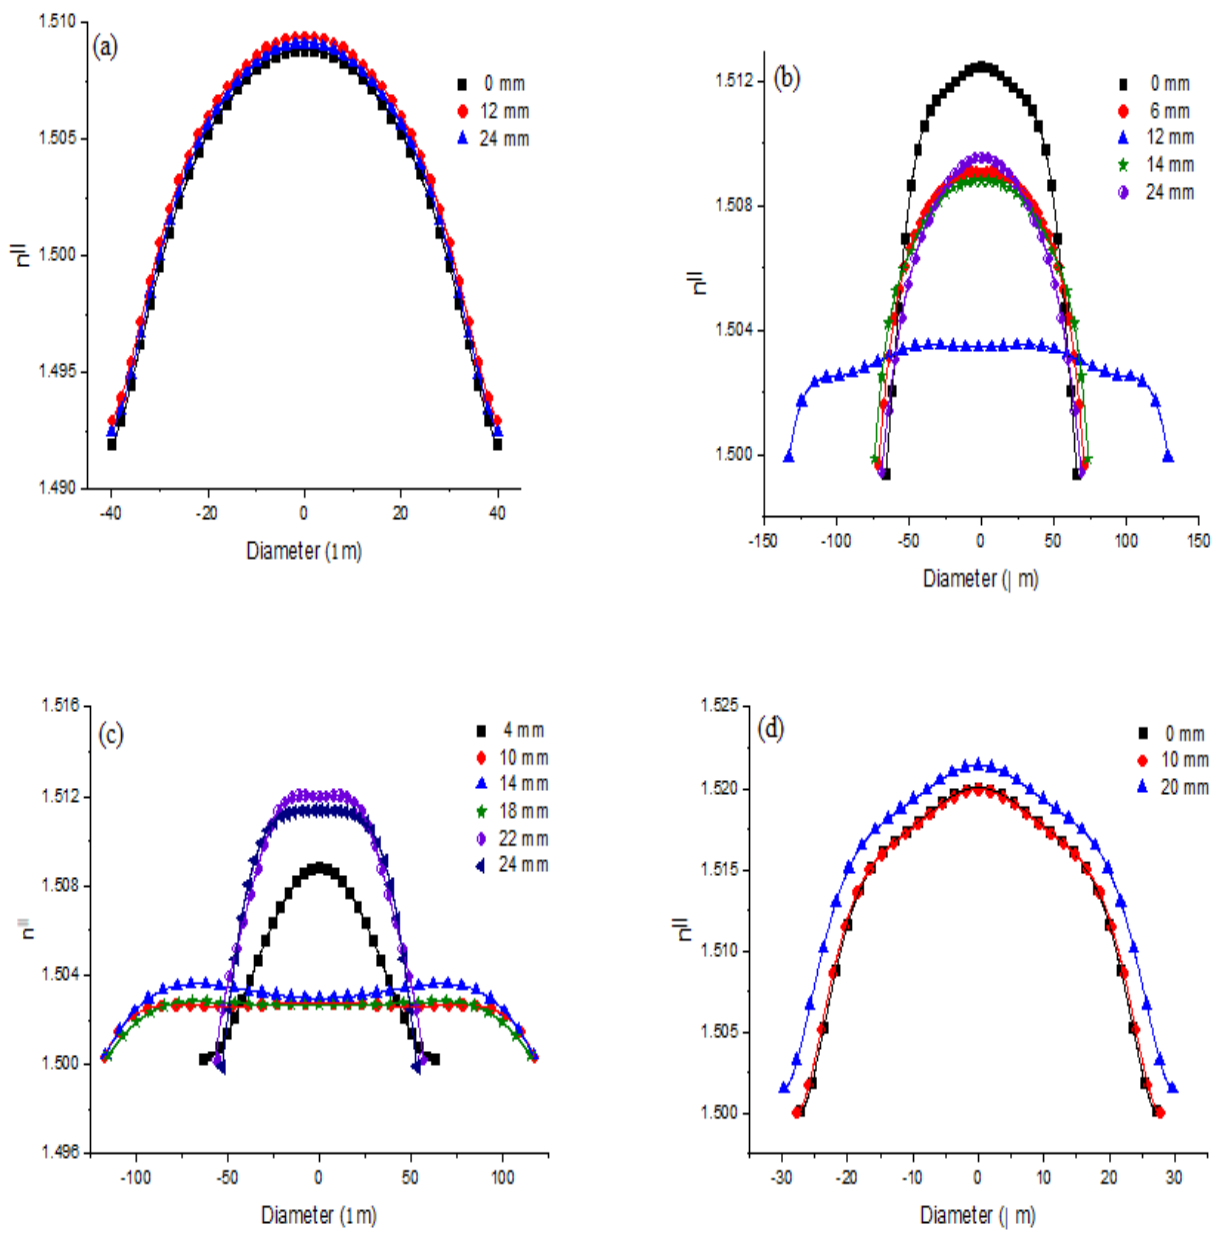 (a)
0 mm
12 mm
24 mm
1.510
1.505
1.500
1.495
1.490
n||
-40 -20 0 20 40
Diameter (1m)
(b)
0 mm
6 mm
12 mm
14 mm
24 mm
1.512
1.508
1.504
1.500
n||
-150 -100 -50 0 50 100 150
Diameter (| m)
(c)
4 mm
10 mm
14 mm
18 mm
22 mm
24 mm
1.516
1.512
1.508
1.504
1.500
1.496
n||
-100 -50 0 50 100
Diameter (1m)
(d)
0 mm
10 mm
20 mm
1.525
1.520
1.515
1.510
1.505
1.500
n||
-30 -20 -10 0 10 20 30
Diameter (| m)